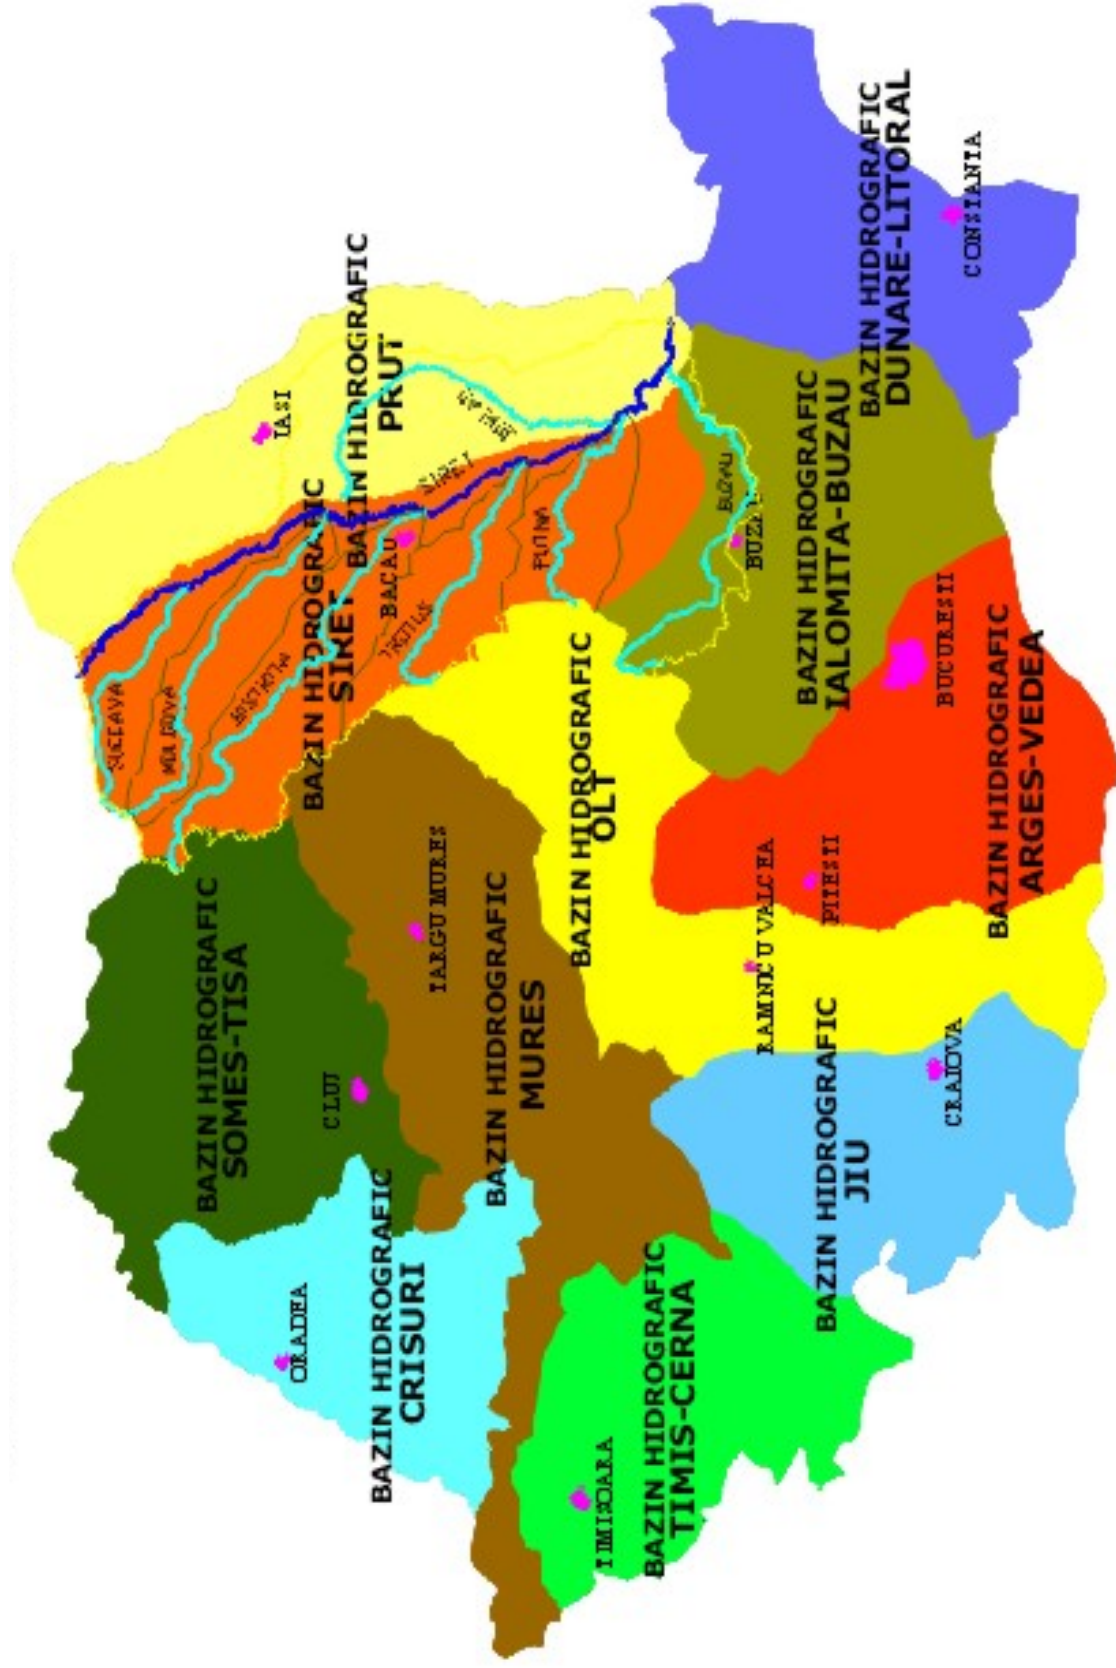 BAZIN HIDROGRAFIC
SOMES-TISA
CLUJ
ORADEA
BAZIN HIDROGRAFIC
CRISURI
TARGU MURES
BAZIN HIDROGRAFIC
MURES
TIMISOARA
BAZIN HIDROGRAFIC
TIMIS-CERNA
BAZIN HIDROGRAFIC
JIU
CRAIOVA
BAZIN HIDROGRAFIC
OLT
RAMNICU VALCEA
PITESTI
BAZIN HIDROGRAFIC
ARGES-VEDEA
BUCURESTI
BAZIN HIDROGRAFIC
IALOMITA-BUZAU
BUZAU
BUZAU
BAZIN HIDROGRAFIC
SIRET
SUCEAVA
MOLDOVA
BISTRITA
TROTUS
PUTNA
SIRET
BACAU
IASI
BAZIN HIDROGRAFIC
PRUT
BAZIN HIDROGRAFIC
DUNARE-LITORAL
CONSTANTA